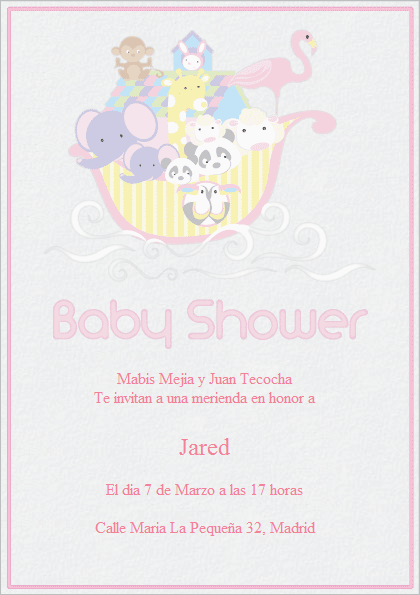 Baby Shower
Mabis Mejia y Juan Tecocha
Te invitan a una merienda en honor a
Jared
El dia 7 de Marzo a las 17 horas
Calle Maria La Pequeña 32, Madrid